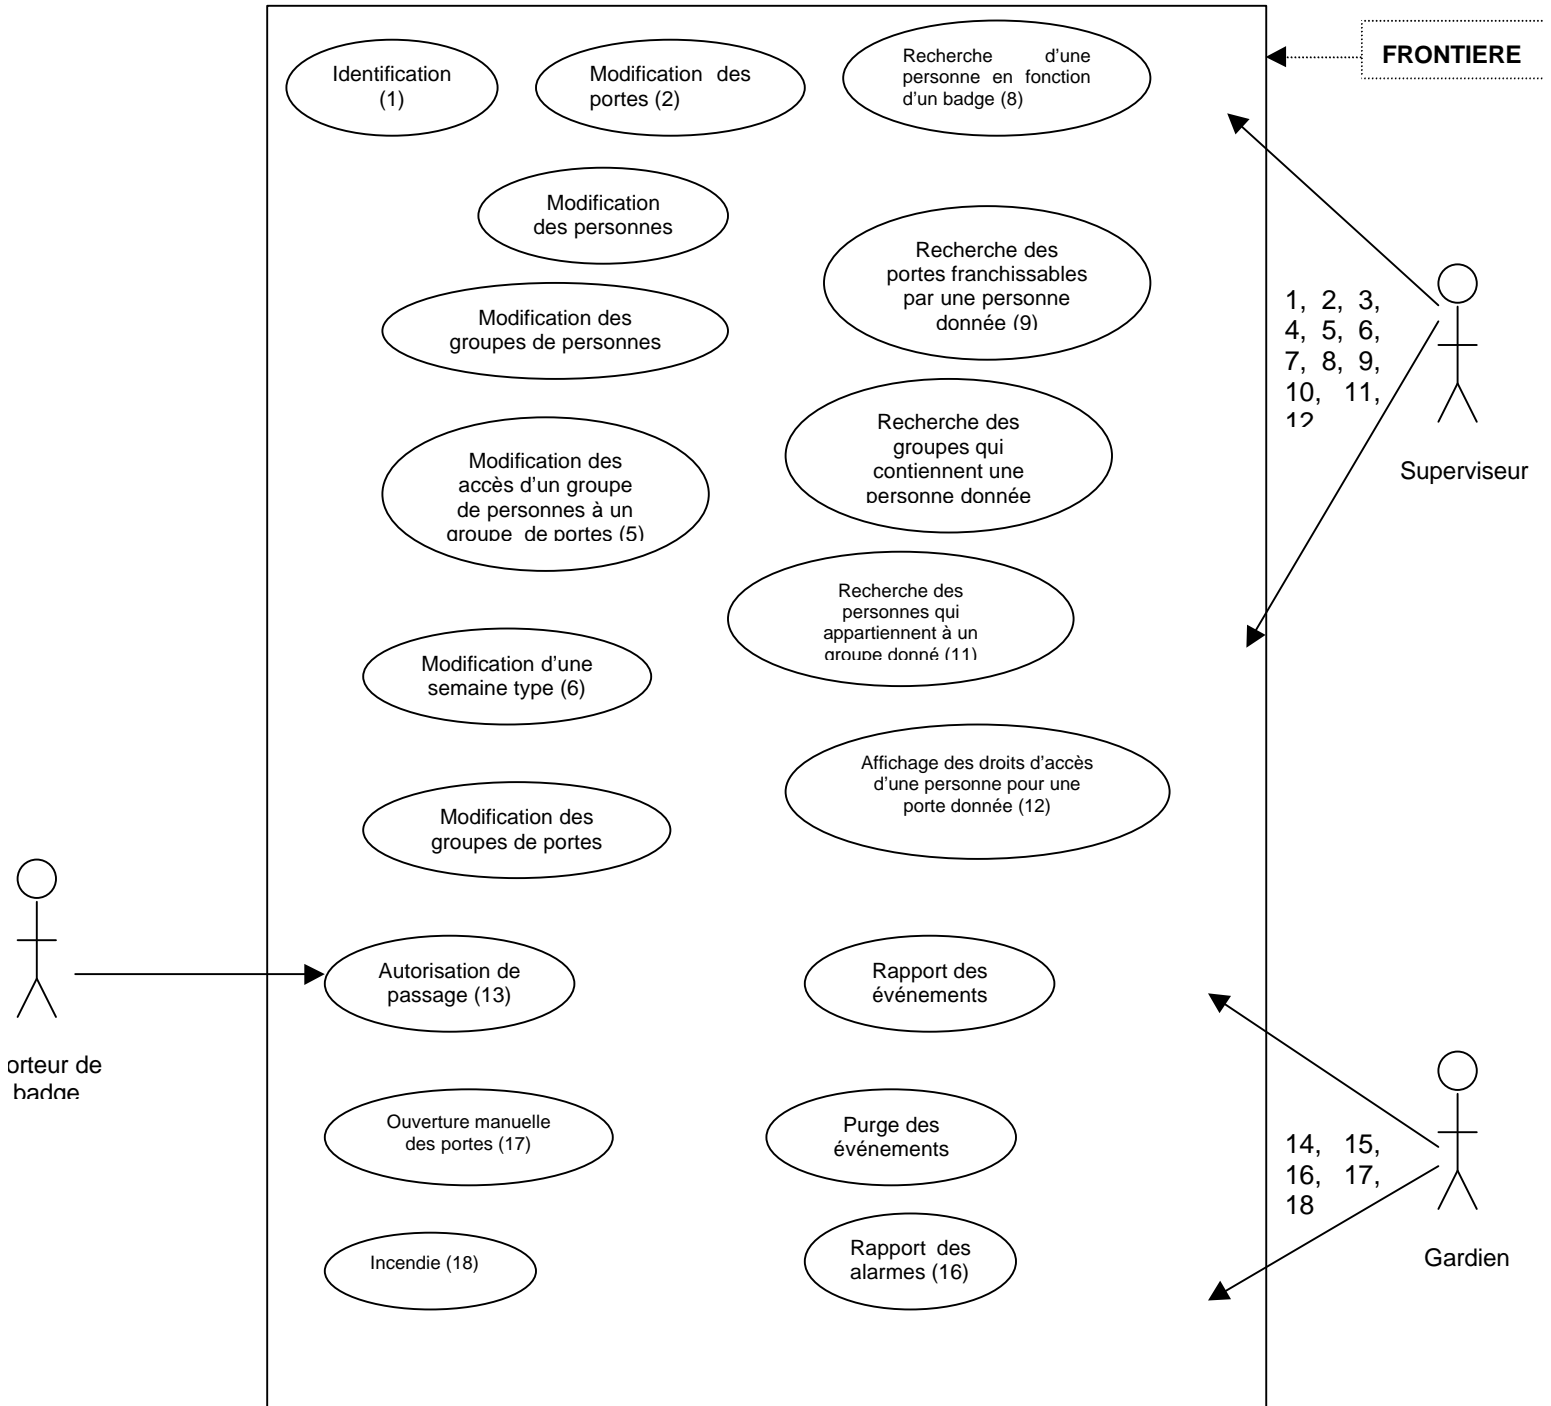 Identification
(1)
Modification des
portes (2)
Recherche d'une
personne en fonction
d'un badge (8)
FRONTIERE
Modification
des personnes
Recherche des
portes franchissables
par une personne
donnée (9)
Modification des
groupes de personnes
1, 2, 3,
4, 5, 6,
7, 8, 9,
10, 11,
12
Superviseur
Modification des
accès d'un groupe
de personnes à un
groupe de portes (5)
Recherche des
groupes qui
contiennent une
personne donnée
Recherche des
personnes qui
appartiennent à un
groupe donné (11)
Modification d'une
semaine type (6)
Affichage des droits d'accès
d'une personne pour une
porte donnée (12)
Modification des
groupes de portes
Autorisation de
passage (13)
Rapport des
événements
orteur de
badge
Ouverture manuelle
des portes (17)
Purge des
événements
14, 15,
16, 17,
18
Gardien
Incendie (18)
Rapport des
alarmes (16)